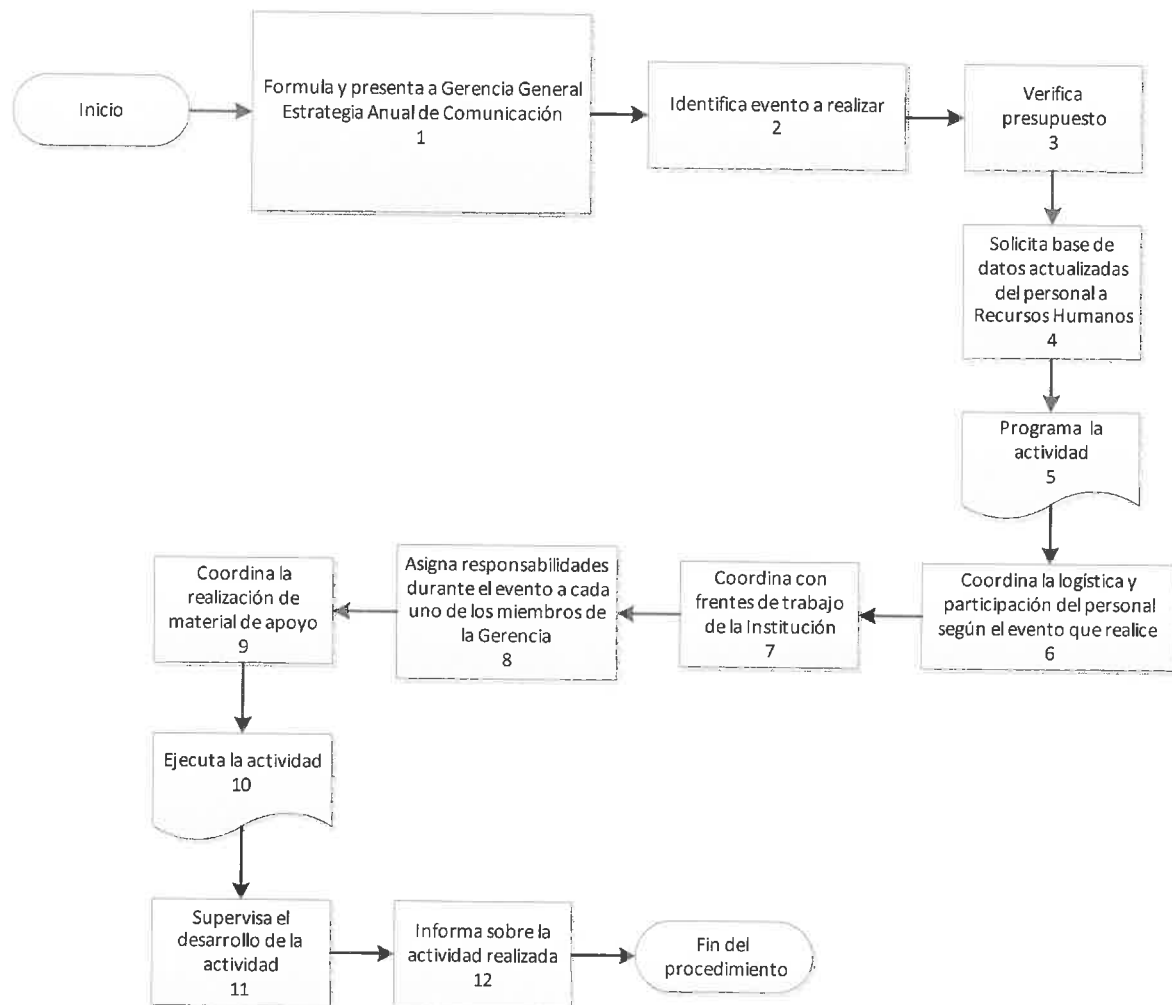 Inicio
Formula y presenta a Gerencia General
Estrategia Anual de Comunicación
1
Identifica evento a realizar
2
Verifica
presupuesto
3
Solicita base de
datos actualizadas
del personal a
Recursos Humanos
4
Programa la
actividad
5
Coordina la logística y
participación del personal
según el evento que realice
6
Coordina con
frentes de trabajo
de la Institución
7
Asigna responsabilidades
durante el evento a cada
uno de los miembros de
la Gerencia
8
Coordina la
realización de
material de apoyo
9
Ejecuta la actividad
10
Supervisa el
desarrollo de la
actividad
11
Informa sobre la
actividad realizada
12
Fin del
procedimiento